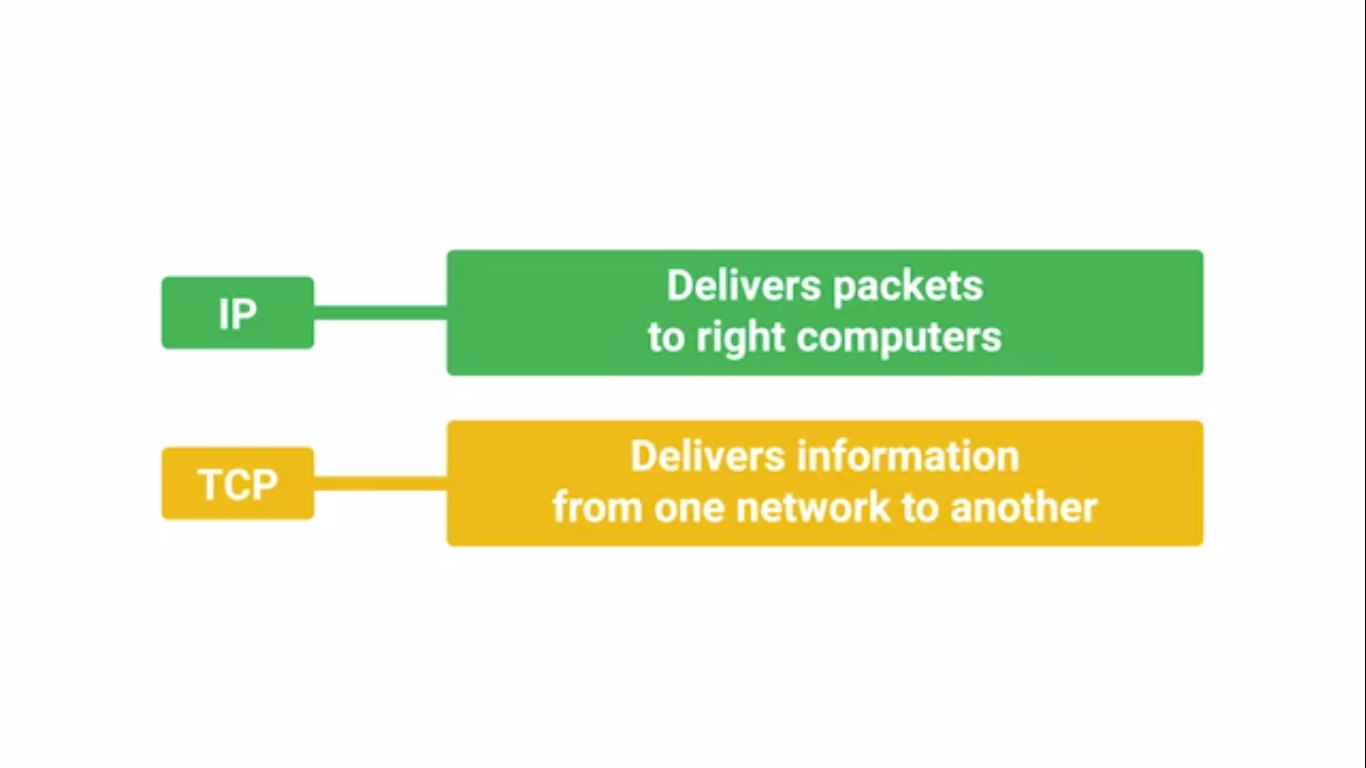 IP
Delivers packets
to right computers
TCP
Delivers information
from one network to another